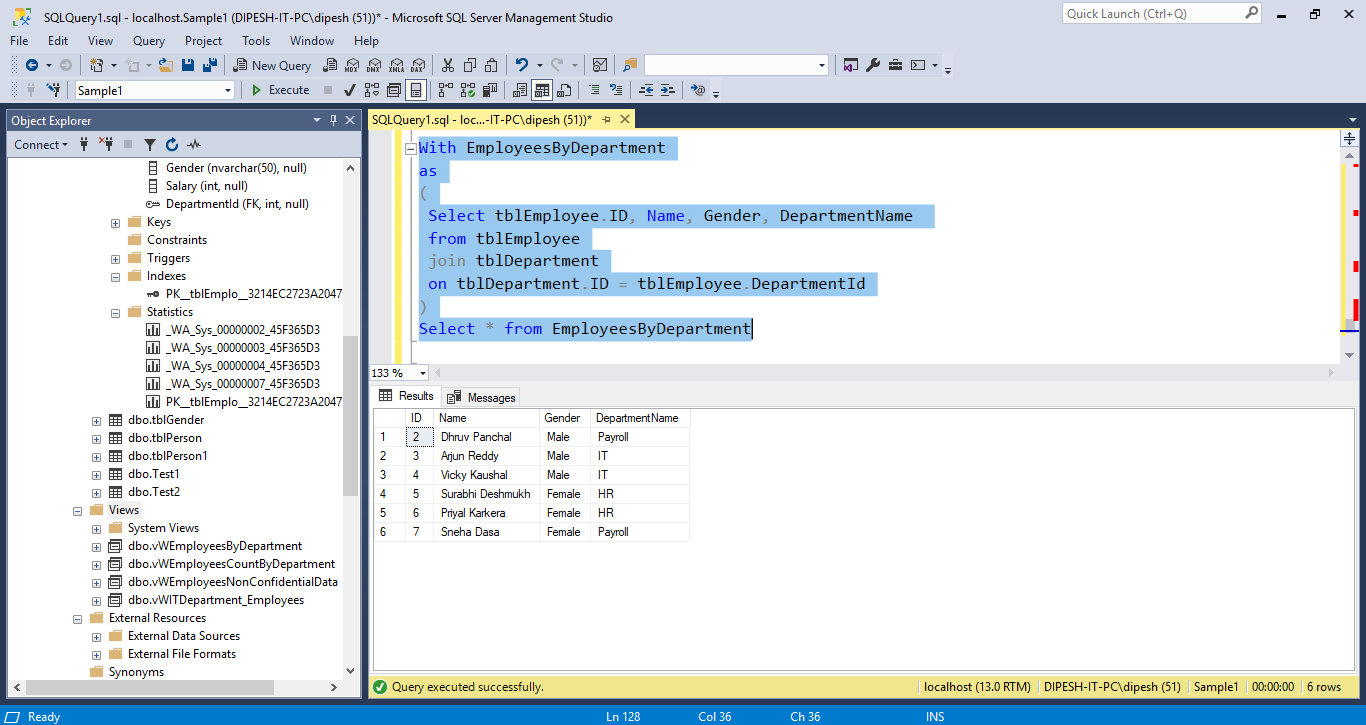 SQLQuery1.sql - localhost.Sample1 (DIPESH-IT-PC\dipesh (51))* - Microsoft SQL Server Management Studio
Quick Launch (Ctrl+Q)
File Edit View Query Project Tools Window Help
New Query MDX DMX XMLA DAX
Sample1 Execute
Object Explorer
Connect
Gender (nvarchar(50), null)
Salary (int, null)
DepartmentId (FK, int, null)
Keys
Constraints
Triggers
Indexes
PK__tblEmplo__3214EC2723A2047
Statistics
_WA_Sys_00000002_45F365D3
_WA_Sys_00000003_45F365D3
_WA_Sys_00000004_45F365D3
_WA_Sys_00000007_45F365D3
PK__tblEmplo__3214EC2723A2047
dbo.tblGender
dbo.tblPerson
dbo.tblPerson1
dbo.Test1
dbo.Test2
Views
System Views
dbo.vWEmployeesByDepartment
dbo.vWEmployeesCountByDepartment
dbo.vWEmployeesNonConfidentialData
dbo.vWITDepartment_Employees
External Resources
External Data Sources
External File Formats
Synonyms
SQLQuery1.sql - loc...-IT-PC\dipesh (51))*
With EmployeesByDepartment
as
(
Select tblEmployee.ID, Name, Gender, DepartmentName
from tblEmployee
join tblDepartment
on tblDepartment.ID = tblEmployee.DepartmentId
)
Select * from EmployeesByDepartment
133 %
Results Messages
ID Name Gender DepartmentName
1 2 Dhruv Panchal Male Payroll
2 3 Arjun Reddy Male IT
3 4 Vicky Kaushal Male IT
4 5 Surabhi Deshmukh Female HR
5 6 Priyal Karkera Female HR
6 7 Sneha Dasa Female Payroll
Query executed successfully. localhost (13.0 RTM) DIPESH-IT-PC\dipesh (51) Sample1 00:00:00 6 rows
Ready Ln 128 Col 36 Ch 36 INS